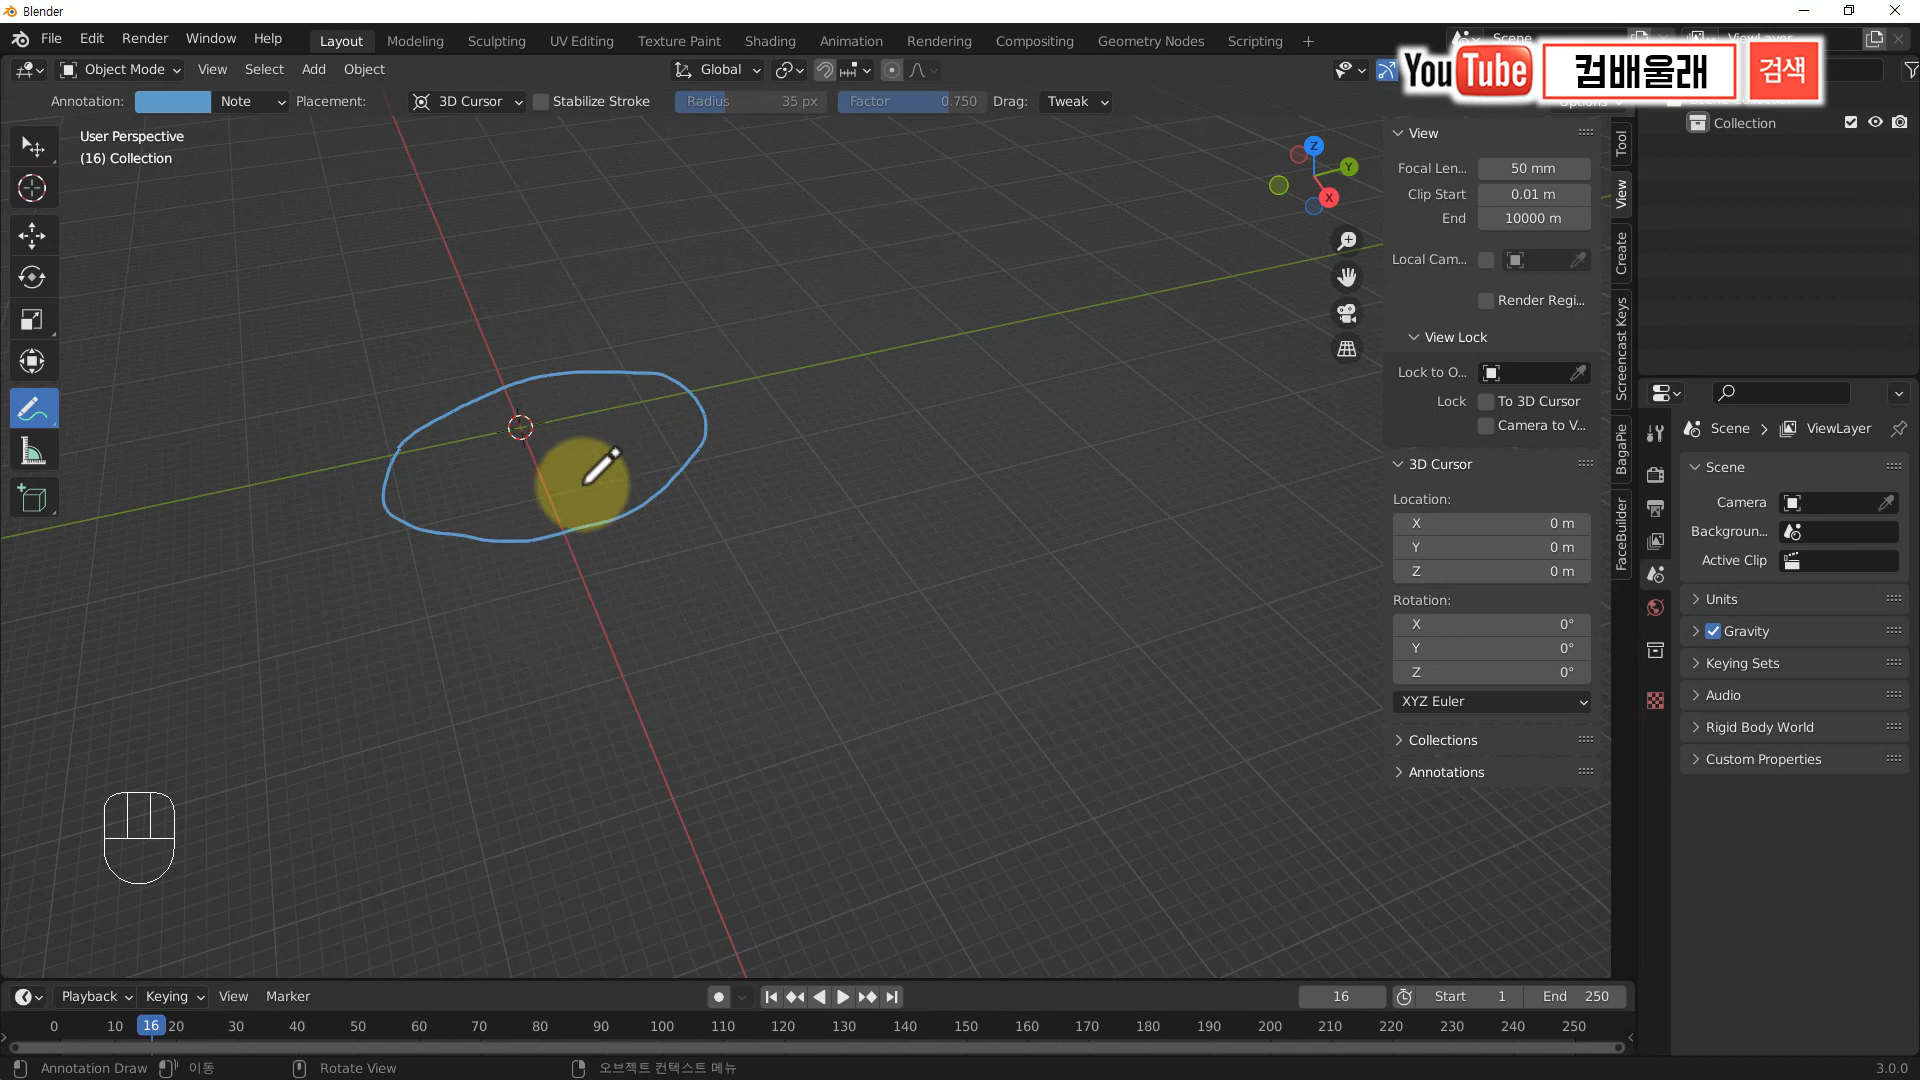 Blender
File Edit Render Window Help
Layout Modeling Sculpting UV Editing Texture Paint Shading Animation Rendering Compositing Geometry Nodes Scripting +
Scene
ViewLayer
YouTube 컴배울래 검색
Object Mode View Select Add Object
Global
Annotation: Note Placement: 3D Cursor Stabilize Stroke Radius 35 px Factor 0.750 Drag: Tweak
Options
User Perspective
(16) Collection
Z
Y
X
View
Focal Len... 50 mm
Clip Start 0.01 m
End 10000 m
Local Cam...
Render Regi...
View Lock
Lock to O...
Lock To 3D Cursor
Camera to V...
3D Cursor
Location:
X 0 m
Y 0 m
Z 0 m
Rotation:
X 0°
Y 0°
Z 0°
XYZ Euler
Collections
Annotations
Tool
View
Create
Screencast Keys
BagaPie
FaceBuilder
Collection
Scene ViewLayer
Scene
Camera
Backgroun...
Active Clip
Units
Gravity
Keying Sets
Audio
Rigid Body World
Custom Properties
Playback Keying View Marker
16 Start 1 End 250
0 10 16 20 30 40 50 60 70 80 90 100 110 120 130 140 150 160 170 180 190 200 210 220 230 240 250
Annotation Draw 이동 Rotate View 오브젝트 컨텍스트 메뉴 3.0.0